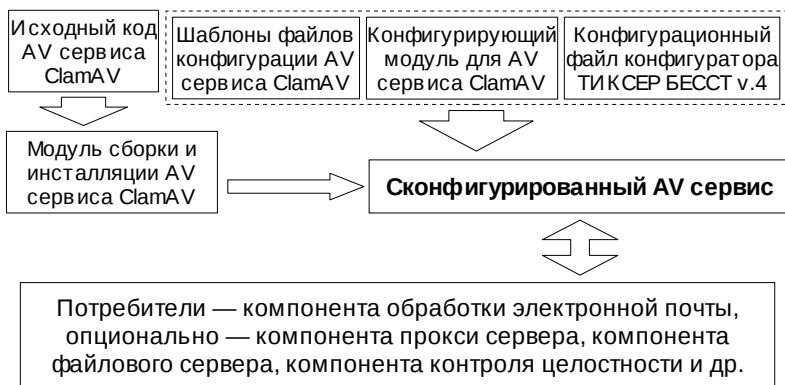 Исходный код
AV сервиса
ClamAV
Шаблоны файлов
конфигурации AV
сервиса ClamAV
Конфигурирующий
модуль для AV
сервиса ClamAV
Конфигурационный
файл конфигуратора
ТИКСЕР БЕССТ v.4
Модуль сборки и
инсталляции AV
сервиса ClamAV
Сконфигурированный AV сервис
Потребители — компонента обработки электронной почты,
опционально — компонента прокси сервера, компонента
файлового сервера, компонента контроля целостности и др.